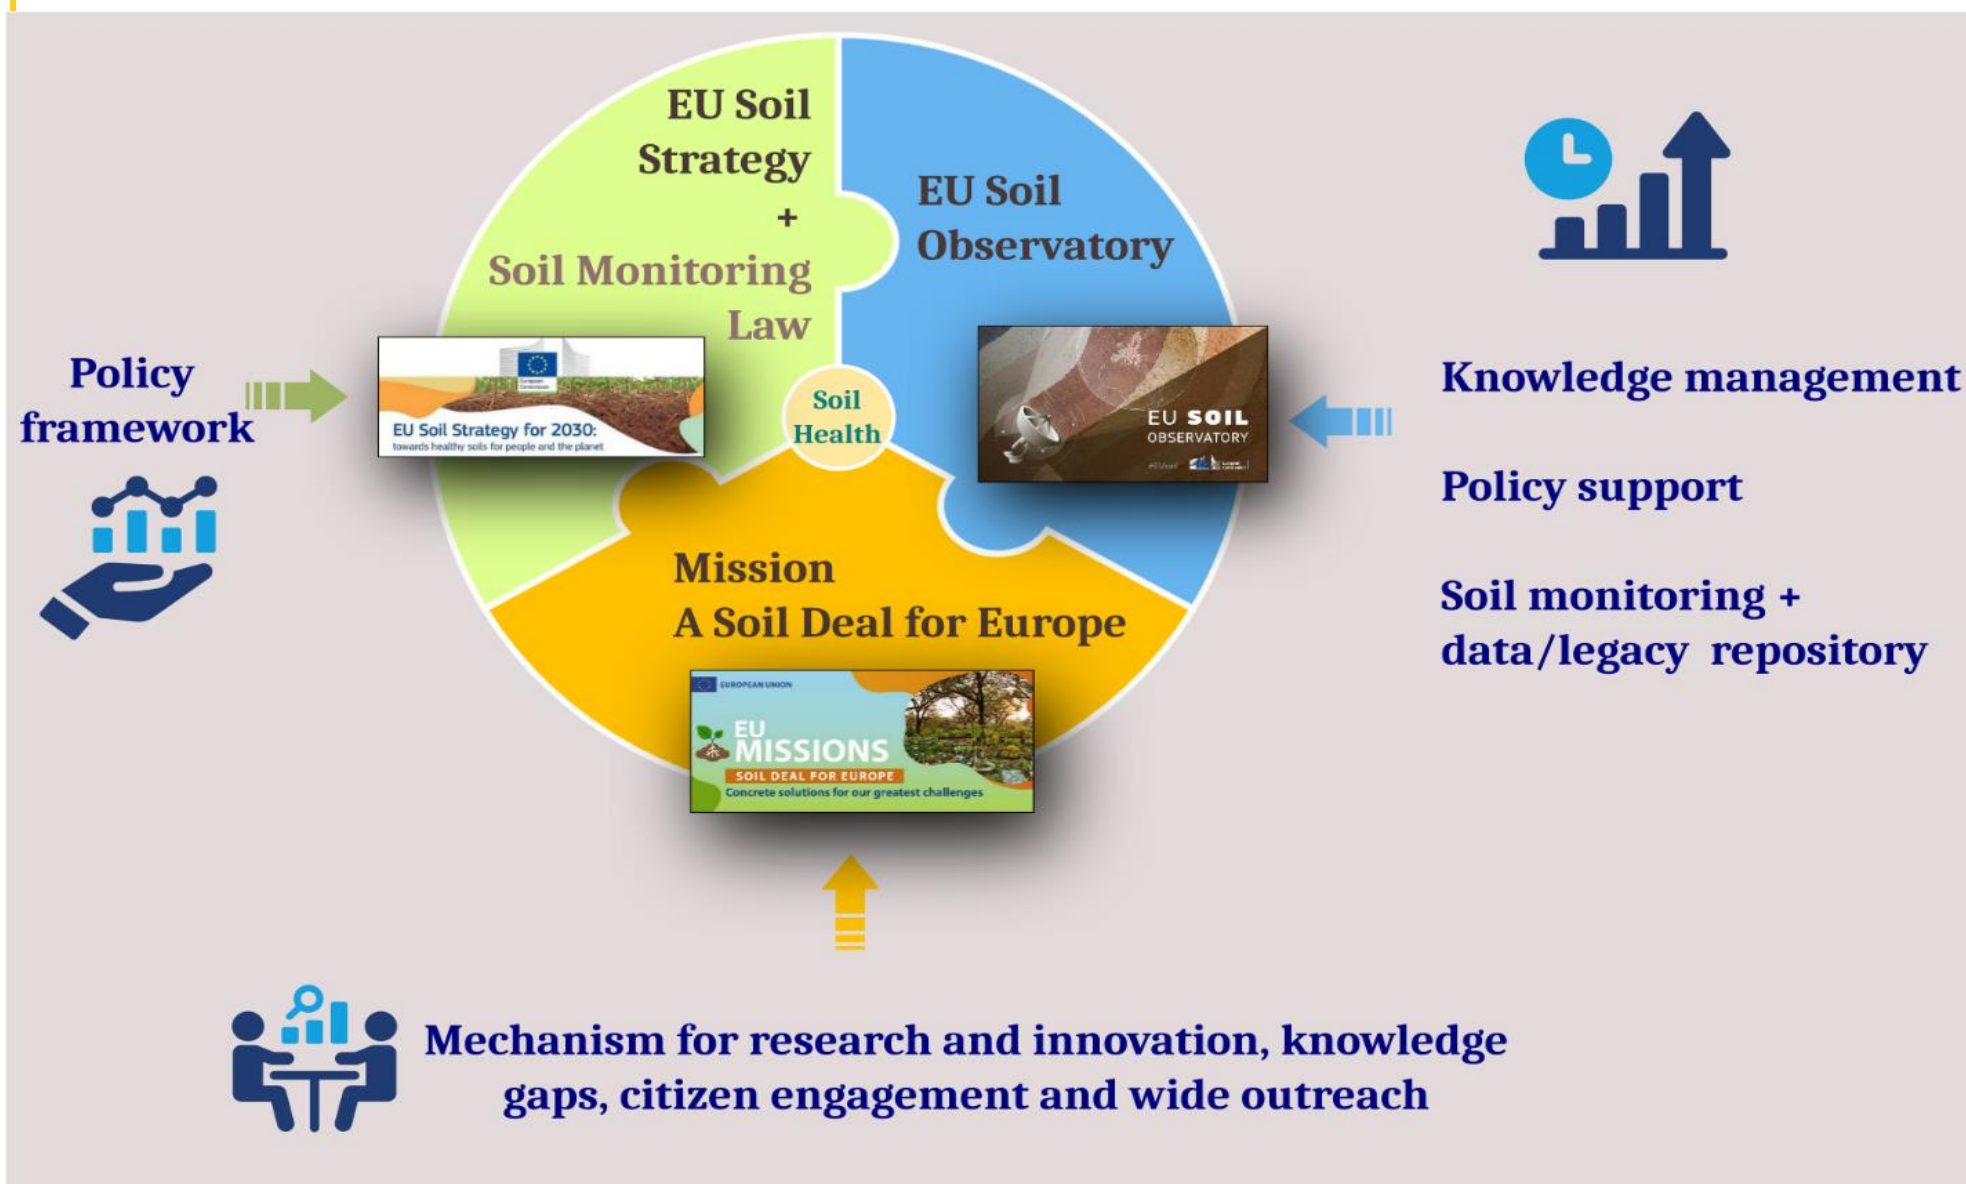 EU Soil
Strategy
+
Soil Monitoring
Law
EU Soil
Observatory
Policy
framework
European
Commission
EU Soil Strategy for 2030:
towards healthy soils for people and the planet
Soil
Health
EU SOIL
OBSERVATORY
Knowledge management
Policy support
Soil monitoring +
data/legacy repository
Mission
A Soil Deal for Europe
EUROPEAN UNION
EU
MISSIONS
SOIL DEAL FOR EUROPE
Concrete solutions for our greatest challenges
Mechanism for research and innovation, knowledge
gaps, citizen engagement and wide outreach